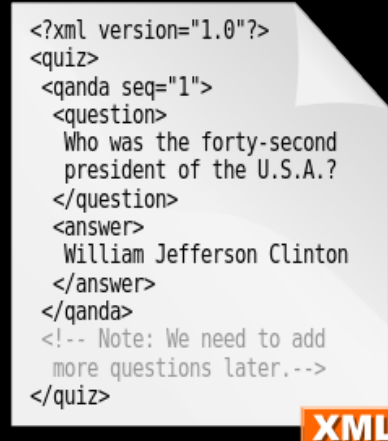 <?xml version="1.0"?>
<quiz>
<qanda seq="1">
<question>
Who was the forty-second
president of the U.S.A.?
</question>
<answer>
William Jefferson Clinton
</answer>
</qanda>
<!-- Note: We need to add
more questions later.-->
</quiz>
XML